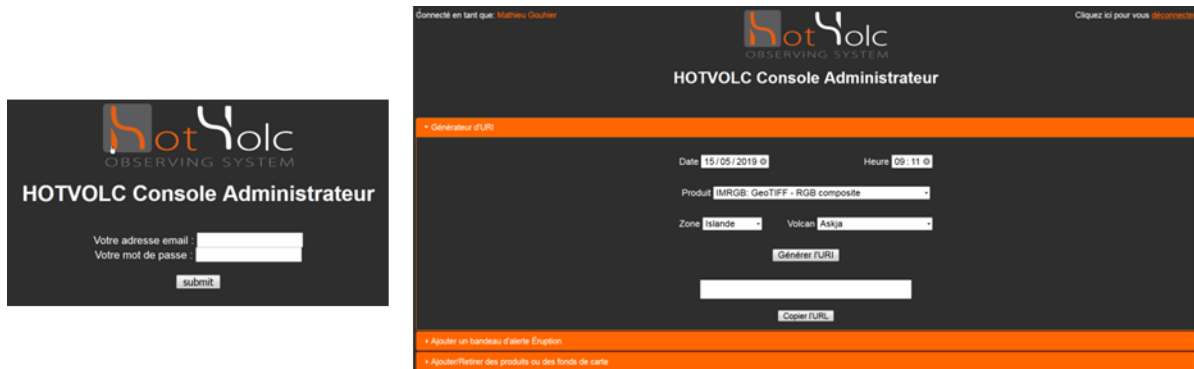 HotVolc
OBSERVING SYSTEM
HOTVOLC Console Administrateur
Votre adresse email :
Votre mot de passe :
submit
Connecté en tant que: Mathieu Gouhier
Cliquez ici pour vous déconnecter
HotVolc
OBSERVING SYSTEM
HOTVOLC Console Administrateur
Générateur d'URI
Date 15/05/2019 Heure 09:11
Produit IMRGB: GeoTIFF - RGB composite
Zone Islande Volcan Askja
Générer l'URI
Copier l'URL
Ajouter un bandeau d'alerte Éruption
Ajouter/Retirer des produits ou des fonds de carte